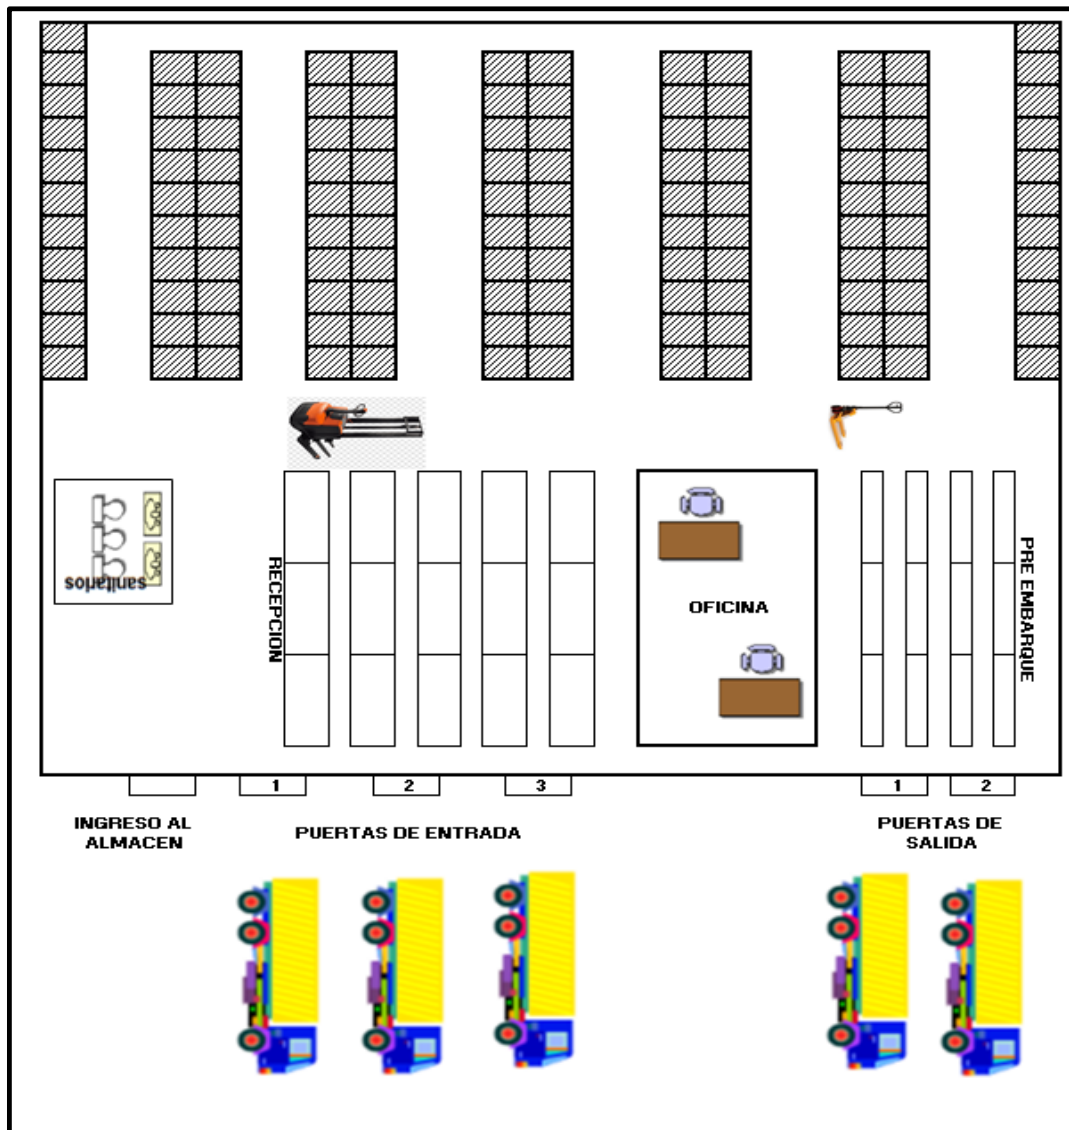 sanitarios
RECEPCION
OFICINA
PRE EMBARQUE
1
2
3
1
2
INGRESO AL
ALMACEN
PUERTAS DE ENTRADA
PUERTAS DE
SALIDA